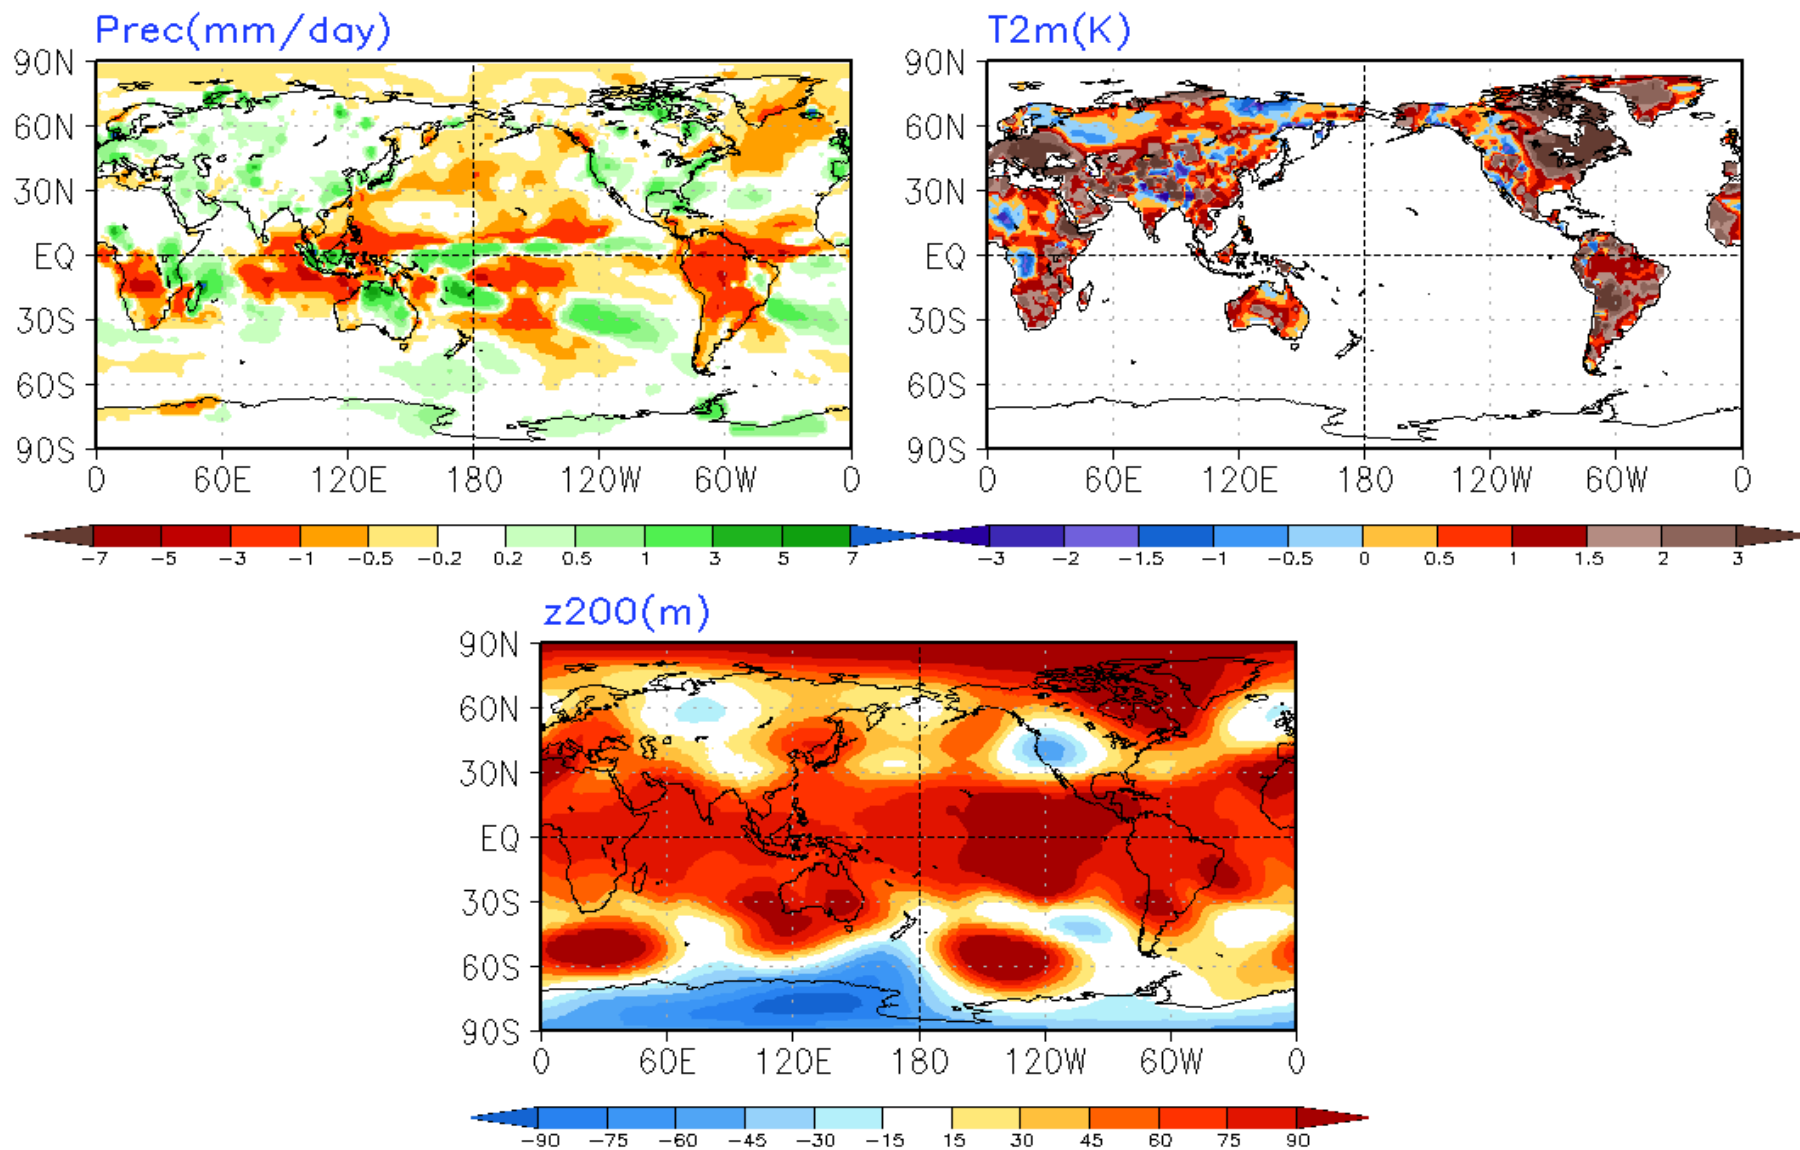 Prec(mm/day)
T2m(K)
90N
60N
30N
EQ
30S
60S
90S
0 60E 120E 180 120W 60W 0
90N
60N
30N
EQ
30S
60S
90S
0 60E 120E 180 120W 60W 0
-7 -5 -3 -1 -0.5 -0.2 0.2 0.5 1 3 5 7
-3 -2 -1.5 -1 -0.5 0 0.5 1 1.5 2 3
z200(m)
90N
60N
30N
EQ
30S
60S
90S
0 60E 120E 180 120W 60W 0
-90 -75 -60 -45 -30 -15 15 30 45 60 75 90